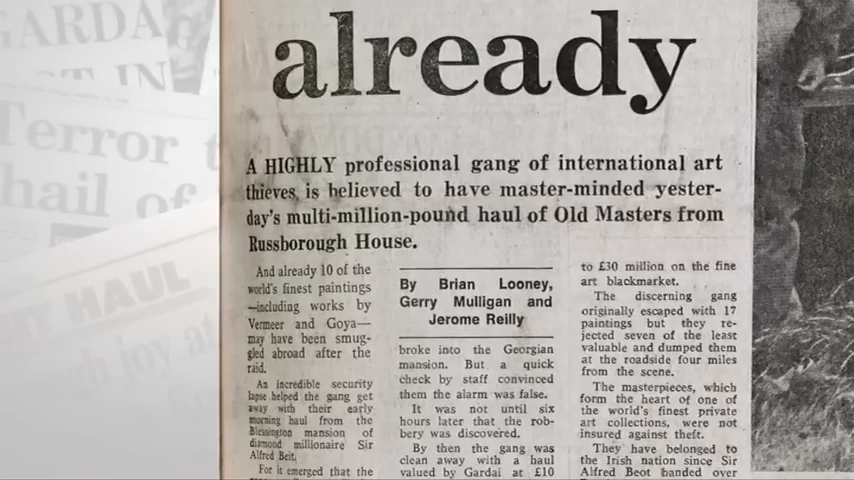 GARDA
IN
Terror
hail of
HAUL
joy at
already
A HIGHLY professional gang of international art
thieves, is believed to have master-minded yester-
day's multi-million-pound haul of Old Masters from
Russborough House.
And already 10 of the
world's finest paintings
—including works by
Vermeer and Goya—
may have been smug-
gled abroad after the
raid.
An incredible security
lapse helped the gang get
away with their early
morning haul from the
Blessington mansion of
diamond millionaire Sir
Alfred Beit.
For it emerged that the
By Brian Looney,
Gerry Mulligan and
Jerome Reilly
broke into the Georgian
mansion. But a quick
check by staff convinced
them the alarm was false.
It was not until six
hours later that the rob-
bery was discovered.
By then the gang was
clean away with a haul
valued by Gardai at £10
to £30 million on the fine
art blackmarket.
The discerning gang
originally escaped with 17
paintings but they re-
jected seven of the least
valuable and dumped them
at the roadside four miles
from the scene.
The masterpieces, which
form the heart of one of
the world's finest private
art collections, were not
insured against theft.
They have belonged to
the Irish nation since Sir
Alfred Beot handed over